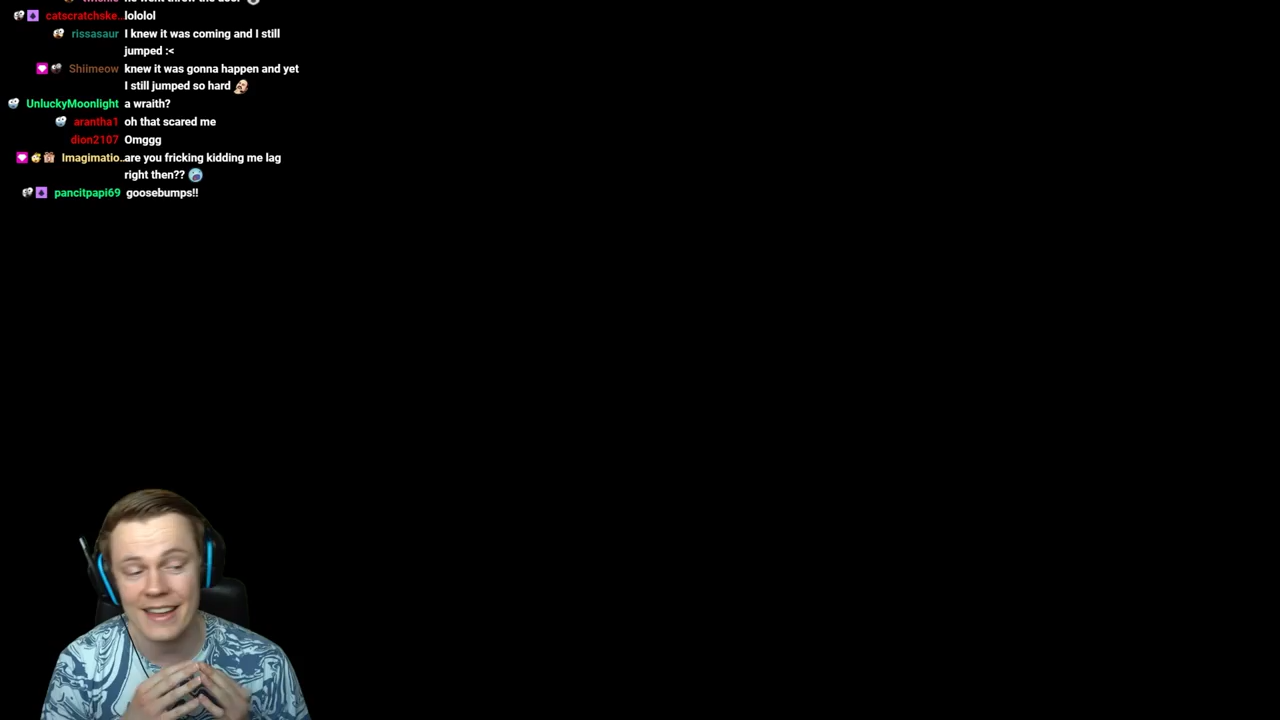 catscratchske.. lololol
rissasaur I knew it was coming and I still
jumped :<
Shiimeow knew it was gonna happen and yet
I still jumped so hard
UnluckyMoonlight a wraith?
arantha1 oh that scared me
dion2107 Omggg
Imagimatio.. are you fricking kidding me lag
right then??
pancitpapi69 goosebumps!!